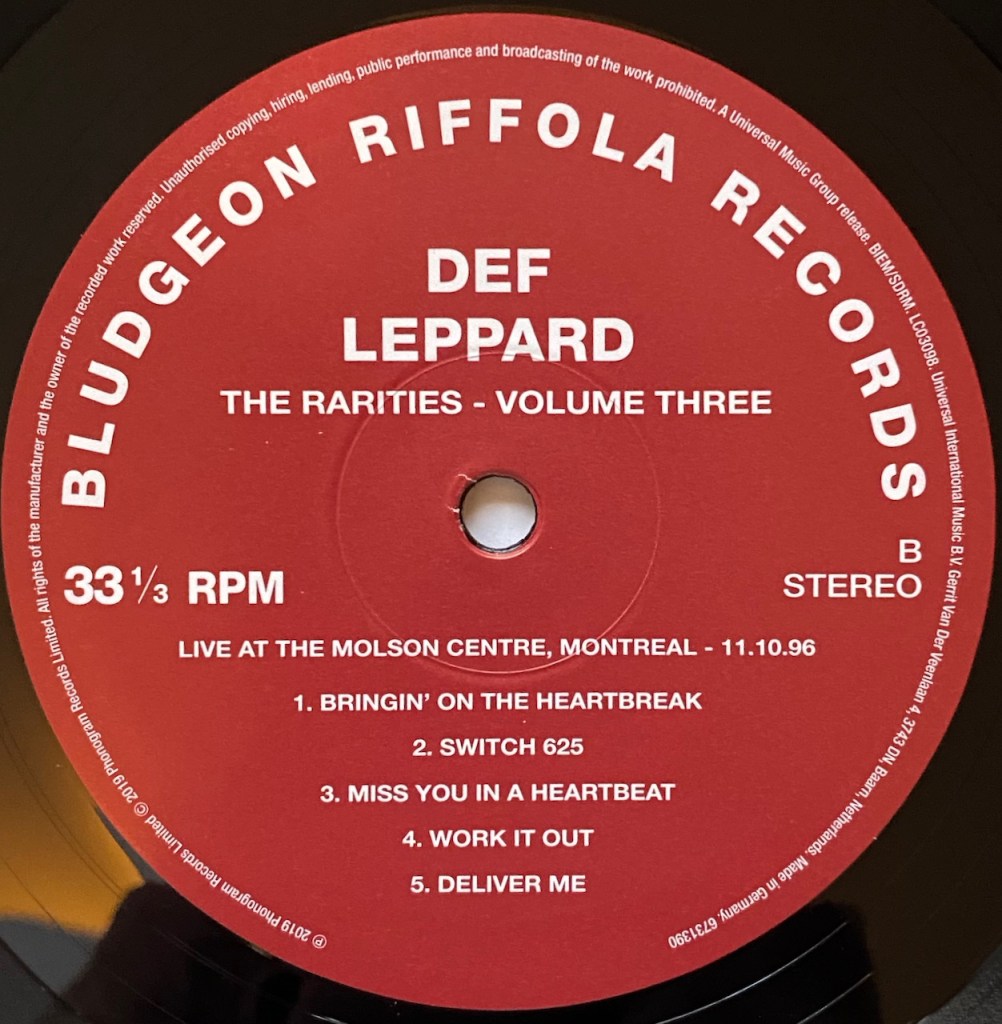 ℗ 2019 Phonogram Records Limited © 2019 Phonogram Records Limited. All rights of the manufacturer and the owner of the recorded work reserved. Unauthorised copying, hiring, lending, public performance and broadcasting of the work prohibited. A Universal Music Group release. BIEM/SDRM. LC03098. Universal International Music B.V. Gerrit Van Der Veenlaan 4, 3743 DN, Baarn, Netherlands. Made in Germany. 6731390
BLUDGEON RIFFOLA RECORDS
DEF
LEPPARD
THE RARITIES - VOLUME THREE
B
33 ⅓ RPM
STEREO
LIVE AT THE MOLSON CENTRE, MONTREAL - 11.10.96
1. BRINGIN’ ON THE HEARTBREAK
2. SWITCH 625
3. MISS YOU IN A HEARTBEAT
4. WORK IT OUT
5. DELIVER ME